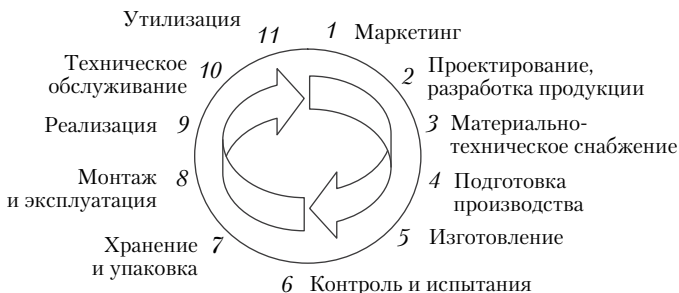 1 Маркетинг
2 Проектирование,
разработка продукции
3 Материально-
техническое снабжение
4 Подготовка
производства
5 Изготовление
6 Контроль и испытания
7 Хранение
и упаковка
8 Монтаж
и эксплуатация
9 Реализация
10 Техническое
обслуживание
11 Утилизация